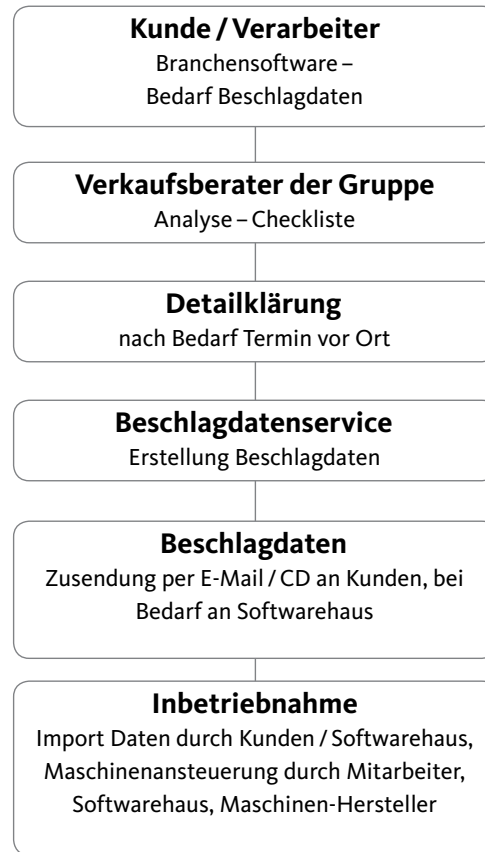 Kunde / Verarbeiter
Branchensoftware –
Bedarf Beschlagdaten
Verkaufsberater der Gruppe
Analyse – Checkliste
Detailklärung
nach Bedarf Termin vor Ort
Beschlagdatenservice
Erstellung Beschlagdaten
Beschlagdaten
Zusendung per E-Mail / CD an Kunden, bei
Bedarf an Softwarehaus
Inbetriebnahme
Import Daten durch Kunden / Softwarehaus,
Maschinenansteuerung durch Mitarbeiter,
Softwarehaus, Maschinen-Hersteller